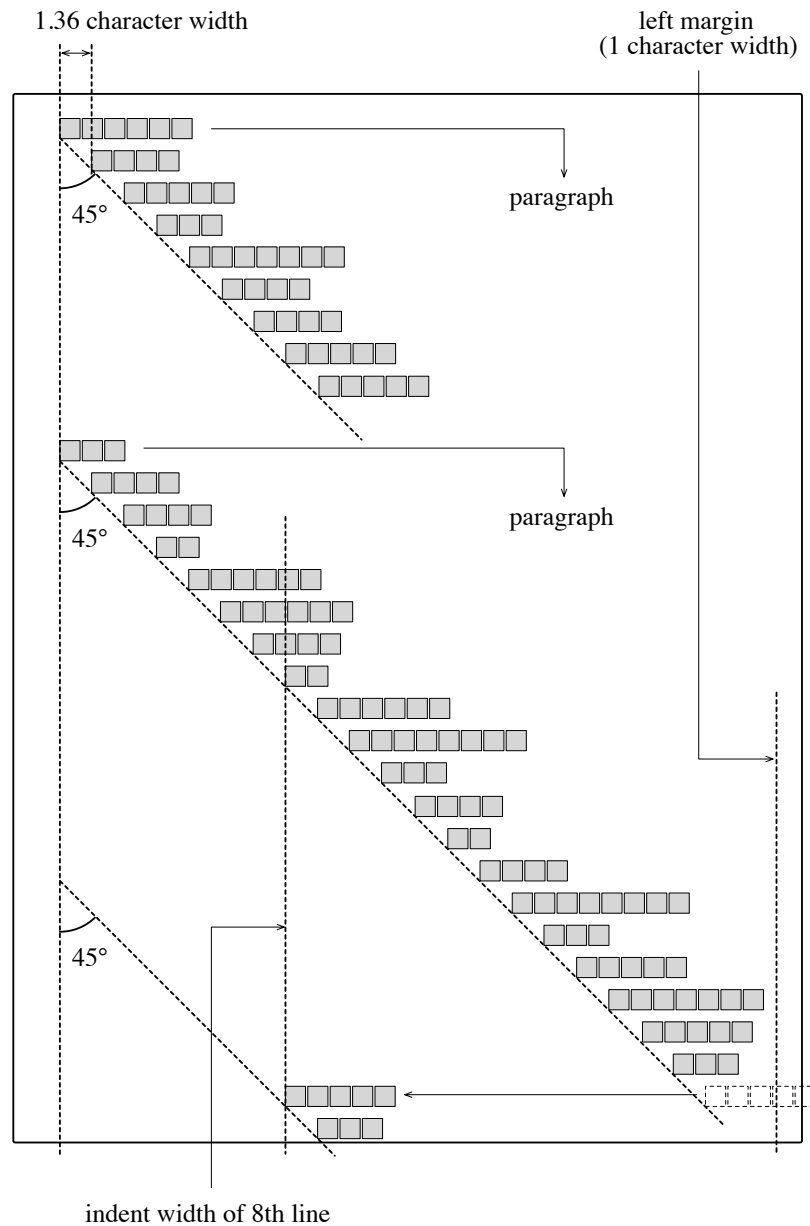 1.36 character width
left margin
(1 character width)
paragraph
45°
paragraph
45°
45°
indent width of 8th line